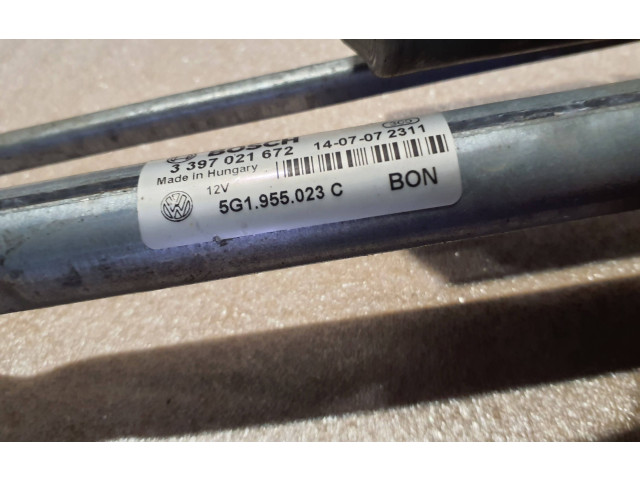 BOSCH
3 397 021 672 14-07-07 2311
Made in Hungary
12V
5G1.955.023 C BON